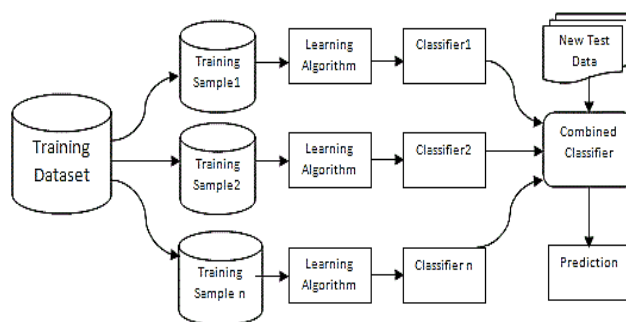 Training
Dataset
Training
Sample1
Learning
Algorithm
Classifier1
New Test
Data
Training
Sample2
Learning
Algorithm
Classifier2
Combined
Classifier
Training
Sample n
Learning
Algorithm
Classifier n
Prediction